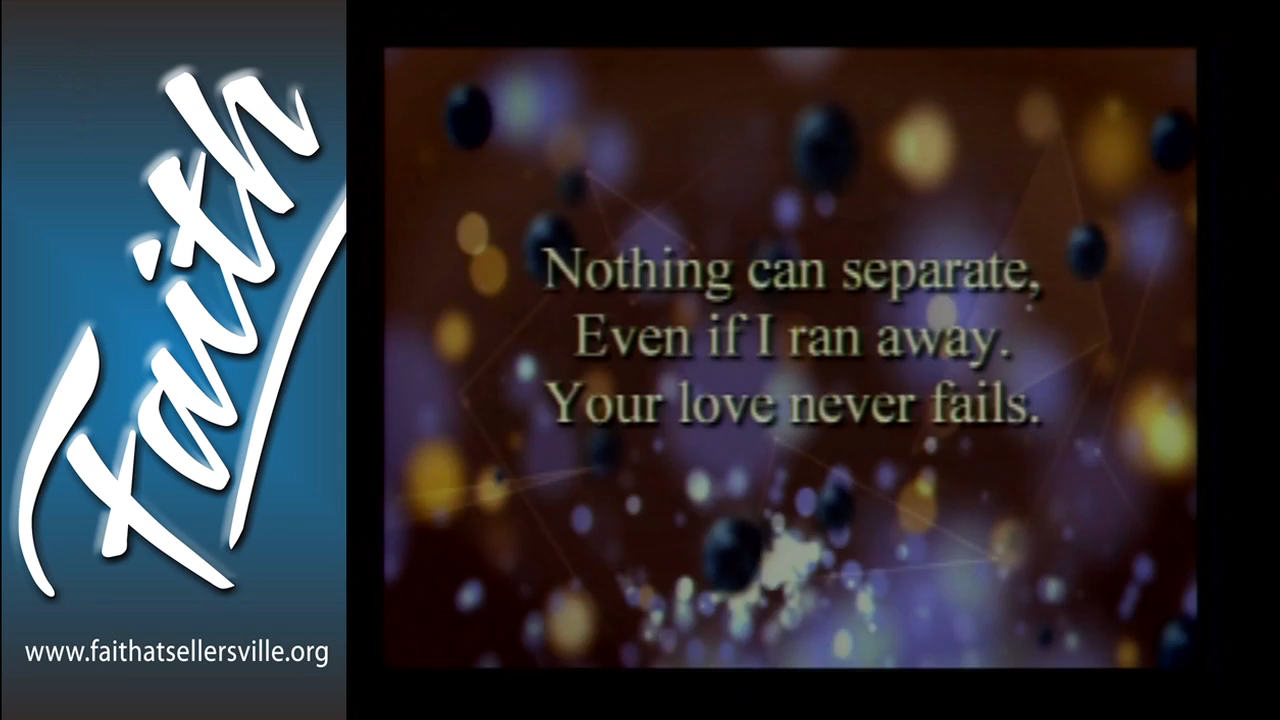 Faith
www.faithatsellersville.org
Nothing can separate,
Even if I ran away.
Your love never fails.